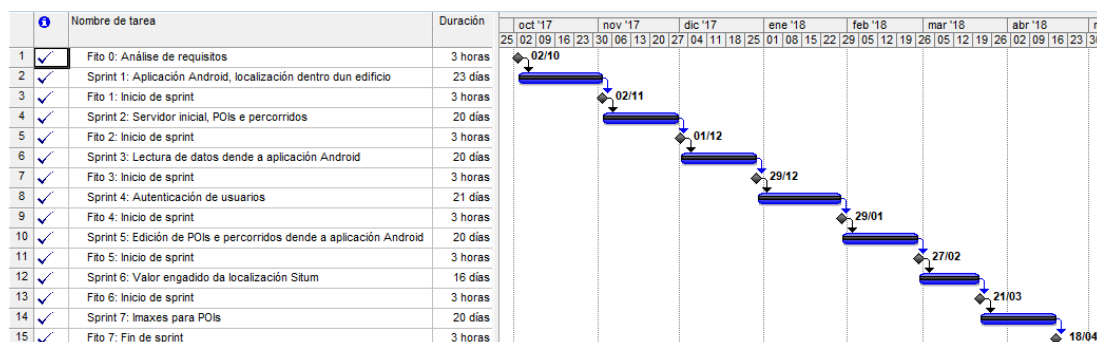 Nombre de tarea Duración oct '17 nov '17 dic '17 ene '18 feb '18 mar '18 abr '18
25 02 09 16 23 30 06 13 20 27 04 11 18 25 01 08 15 22 29 05 12 19 26 05 12 19 26 02 09 16 23 30
1 Fito 0: Análise de requisitos 3 horas 02/10
2 Sprint 1: Aplicación Android, localización dentro dun edificio 23 días
3 Fito 1: Inicio de sprint 3 horas 02/11
4 Sprint 2: Servidor inicial, POIs e percorridos 20 días
5 Fito 2: Inicio de sprint 3 horas 01/12
6 Sprint 3: Lectura de datos dende a aplicación Android 20 días
7 Fito 3: Inicio de sprint 3 horas 29/12
8 Sprint 4: Autenticación de usuarios 21 días
9 Fito 4: Inicio de sprint 3 horas 29/01
10 Sprint 5: Edición de POIs e percorridos dende a aplicación Android 20 días
11 Fito 5: Inicio de sprint 3 horas 27/02
12 Sprint 6: Valor engadido da localización Situm 16 días
13 Fito 6: Inicio de sprint 3 horas 21/03
14 Sprint 7: Imaxes para POIs 20 días
15 Fito 7: Fin de sprint 3 horas 18/04